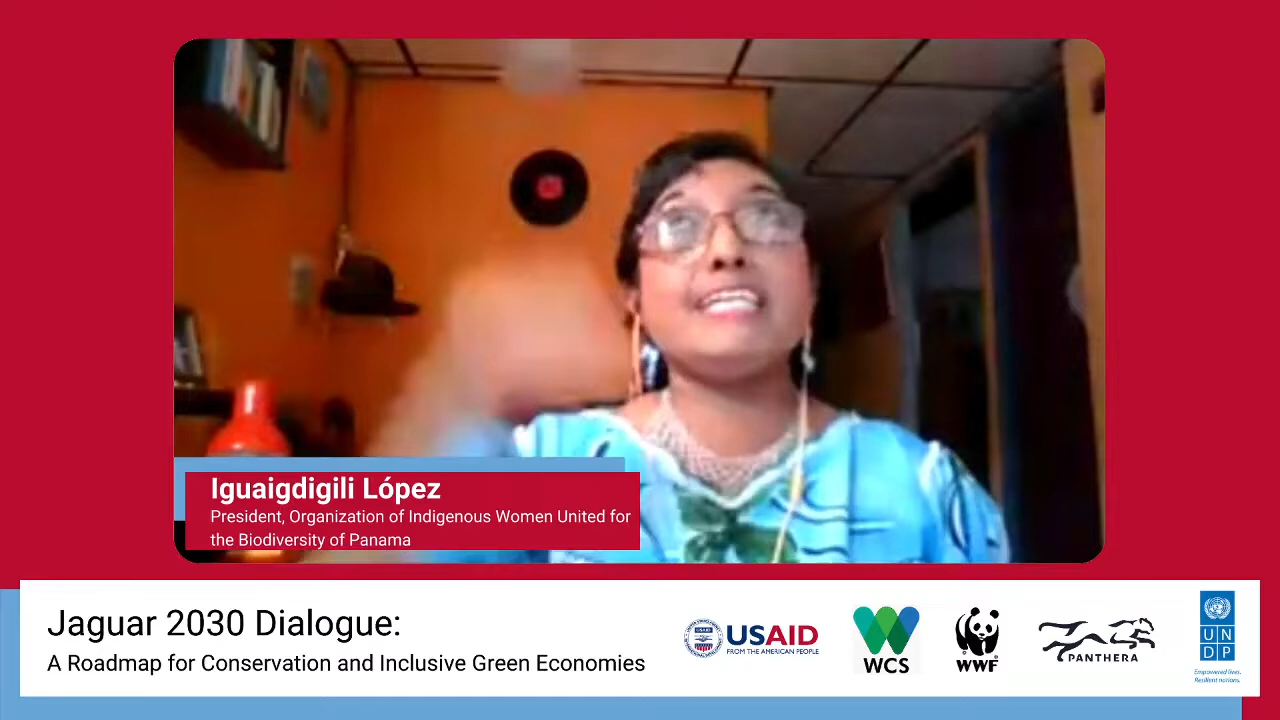 Iguaigdigili López
President, Organization of Indigenous Women United for
the Biodiversity of Panama
Jaguar 2030 Dialogue:
A Roadmap for Conservation and Inclusive Green Economies
USAID
FROM THE AMERICAN PEOPLE
WCS
WWF
PANTHERA
UN
DP
Empowered lives.
Resilient nations.